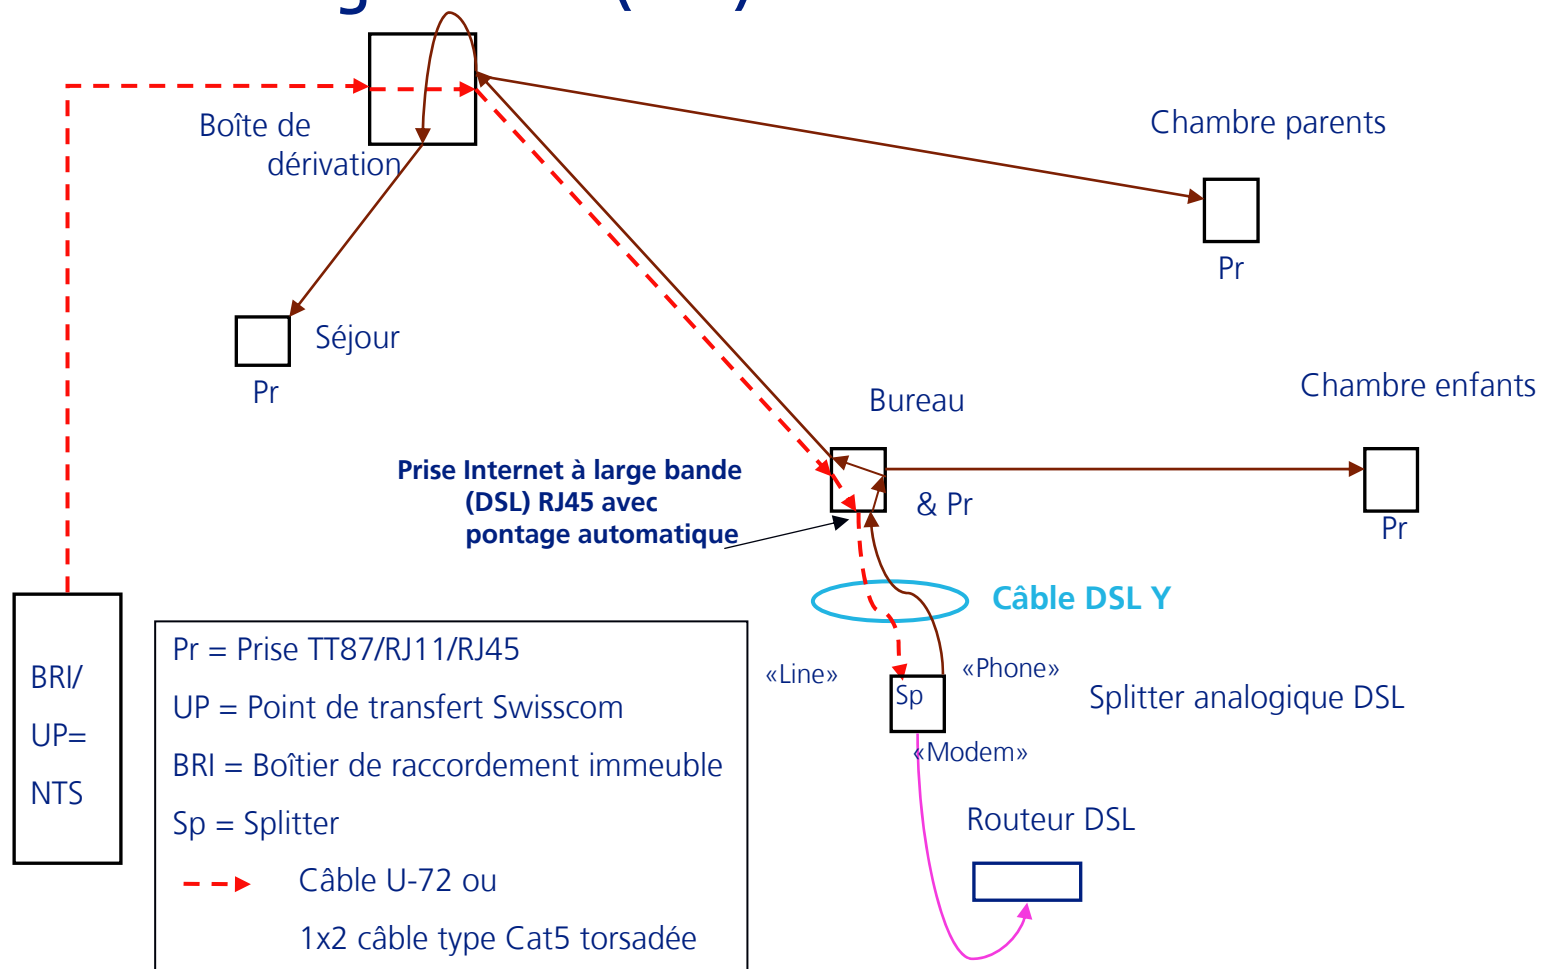 Boîte de
dérivation
Chambre parents
Pr
Séjour
Pr
Bureau
Chambre enfants
Prise Internet à large bande
(DSL) RJ45 avec
pontage automatique
& Pr
Pr
Câble DSL Y
«Line»
«Phone»
Sp
Splitter analogique DSL
«Modem»
Routeur DSL
BRI/
UP=
NTS
Pr = Prise TT87/RJ11/RJ45
UP = Point de transfert Swisscom
BRI = Boîtier de raccordement immeuble
Sp = Splitter
Câble U-72 ou
1x2 câble type Cat5 torsadée